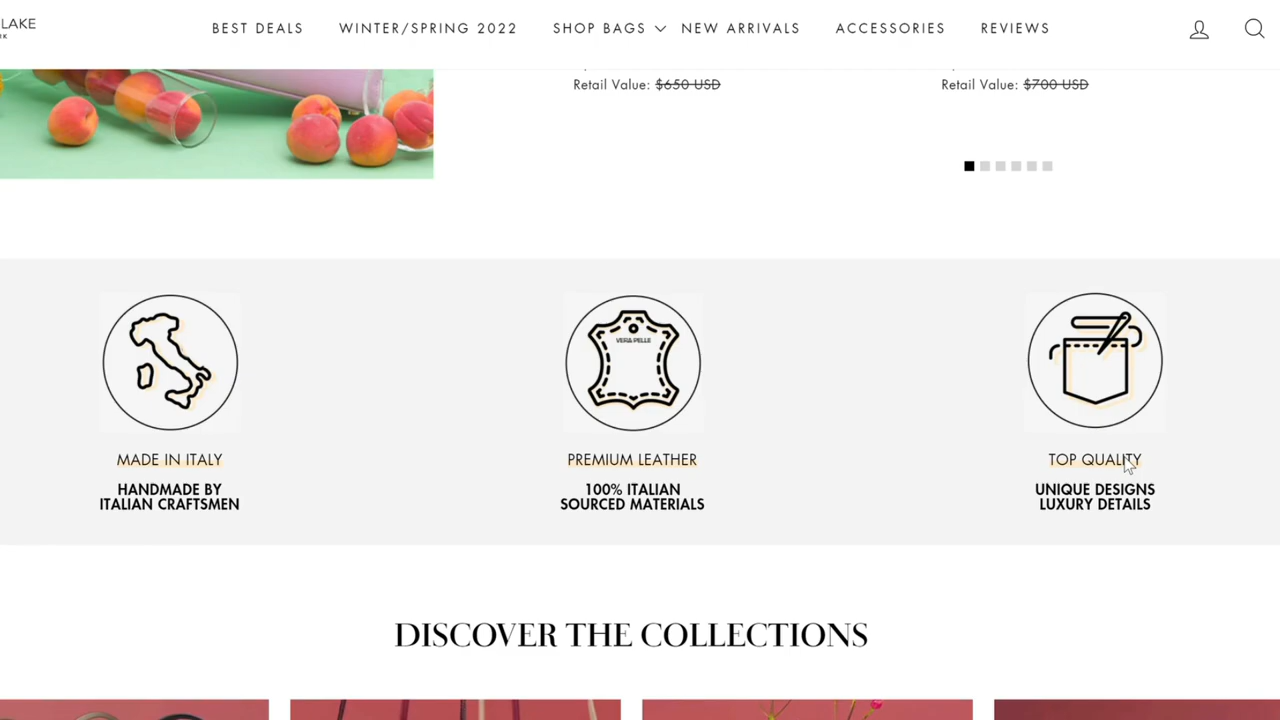 LAKE
BEST DEALS
WINTER/SPRING 2022
SHOP BAGS
NEW ARRIVALS
ACCESSORIES
REVIEWS
Retail Value: $650 USD
Retail Value: $700 USD
VERA PELLE
MADE IN ITALY
HANDMADE BY
ITALIAN CRAFTSMEN
PREMIUM LEATHER
100% ITALIAN
SOURCED MATERIALS
TOP QUALITY
UNIQUE DESIGNS
LUXURY DETAILS
DISCOVER THE COLLECTIONS